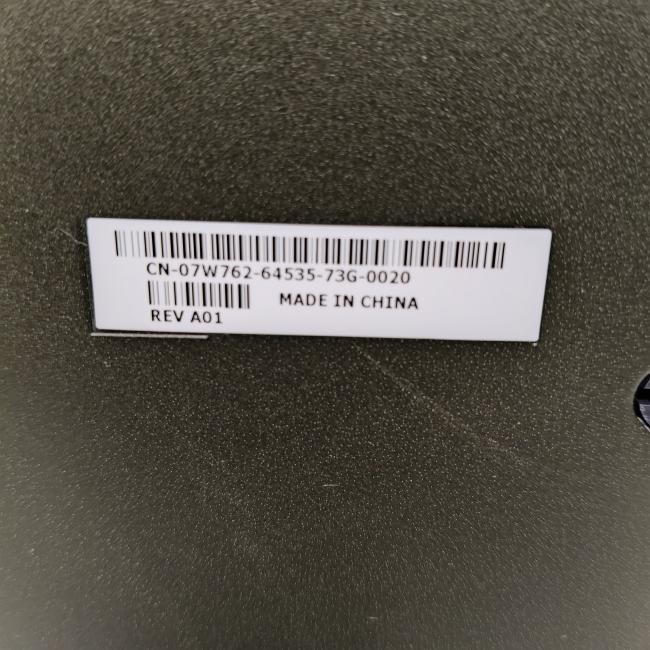 CN-07W762-64535-73G-0020
MADE IN CHINA
REV A01